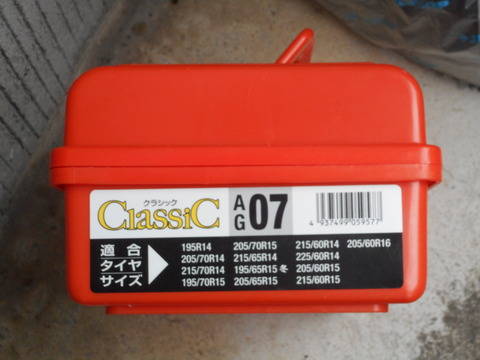 クラシック
ClassiC
AG 07
4 937499 059577
適合
タイヤ
サイズ
195R14 205/70R15 215/60R14 205/60R16
205/70R14 215/65R14 225/60R14
215/70R14 195/65R15 冬 205/60R15
195/70R15 205/65R15 215/60R15